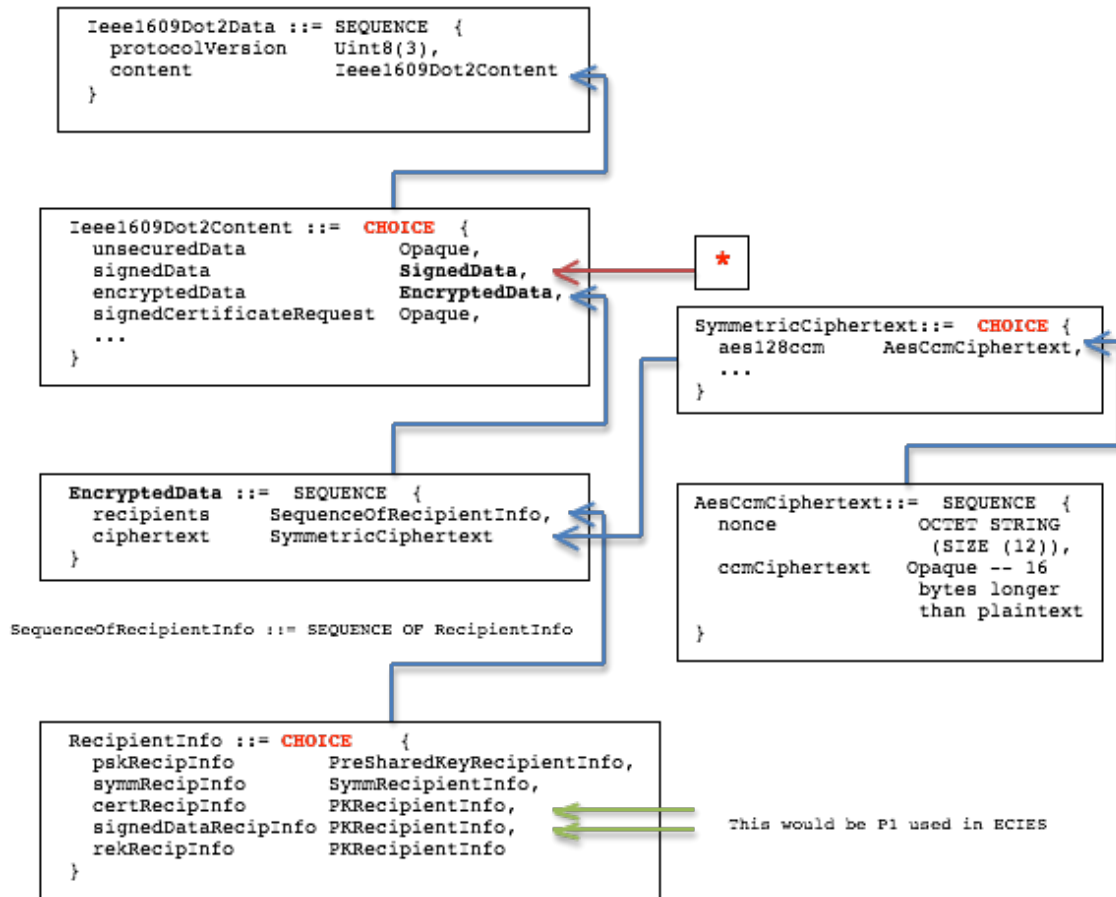 Ieee1609Dot2Data ::= SEQUENCE {
protocolVersion Uint8(3),
content Ieee1609Dot2Content
}
Ieee1609Dot2Content ::= CHOICE {
unsecuredData Opaque,
signedData SignedData,
encryptedData EncryptedData,
signedCertificateRequest Opaque,
...
}
*
SymmetricCiphertext::= CHOICE {
aes128ccm AesCcmCiphertext,
...
}
EncryptedData ::= SEQUENCE {
recipients SequenceOfRecipientInfo,
ciphertext SymmetricCiphertext
}
AesCcmCiphertext::= SEQUENCE {
nonce OCTET STRING
(SIZE (12)),
ccmCiphertext Opaque -- 16
bytes longer
than plaintext
}
SequenceOfRecipientInfo ::= SEQUENCE OF RecipientInfo
RecipientInfo ::= CHOICE {
pskRecipInfo PreSharedKeyRecipientInfo,
symmRecipInfo SymmRecipientInfo,
certRecipInfo PKRecipientInfo,
signedDataRecipInfo PKRecipientInfo,
rekRecipInfo PKRecipientInfo
}
This would be P1 used in ECIES